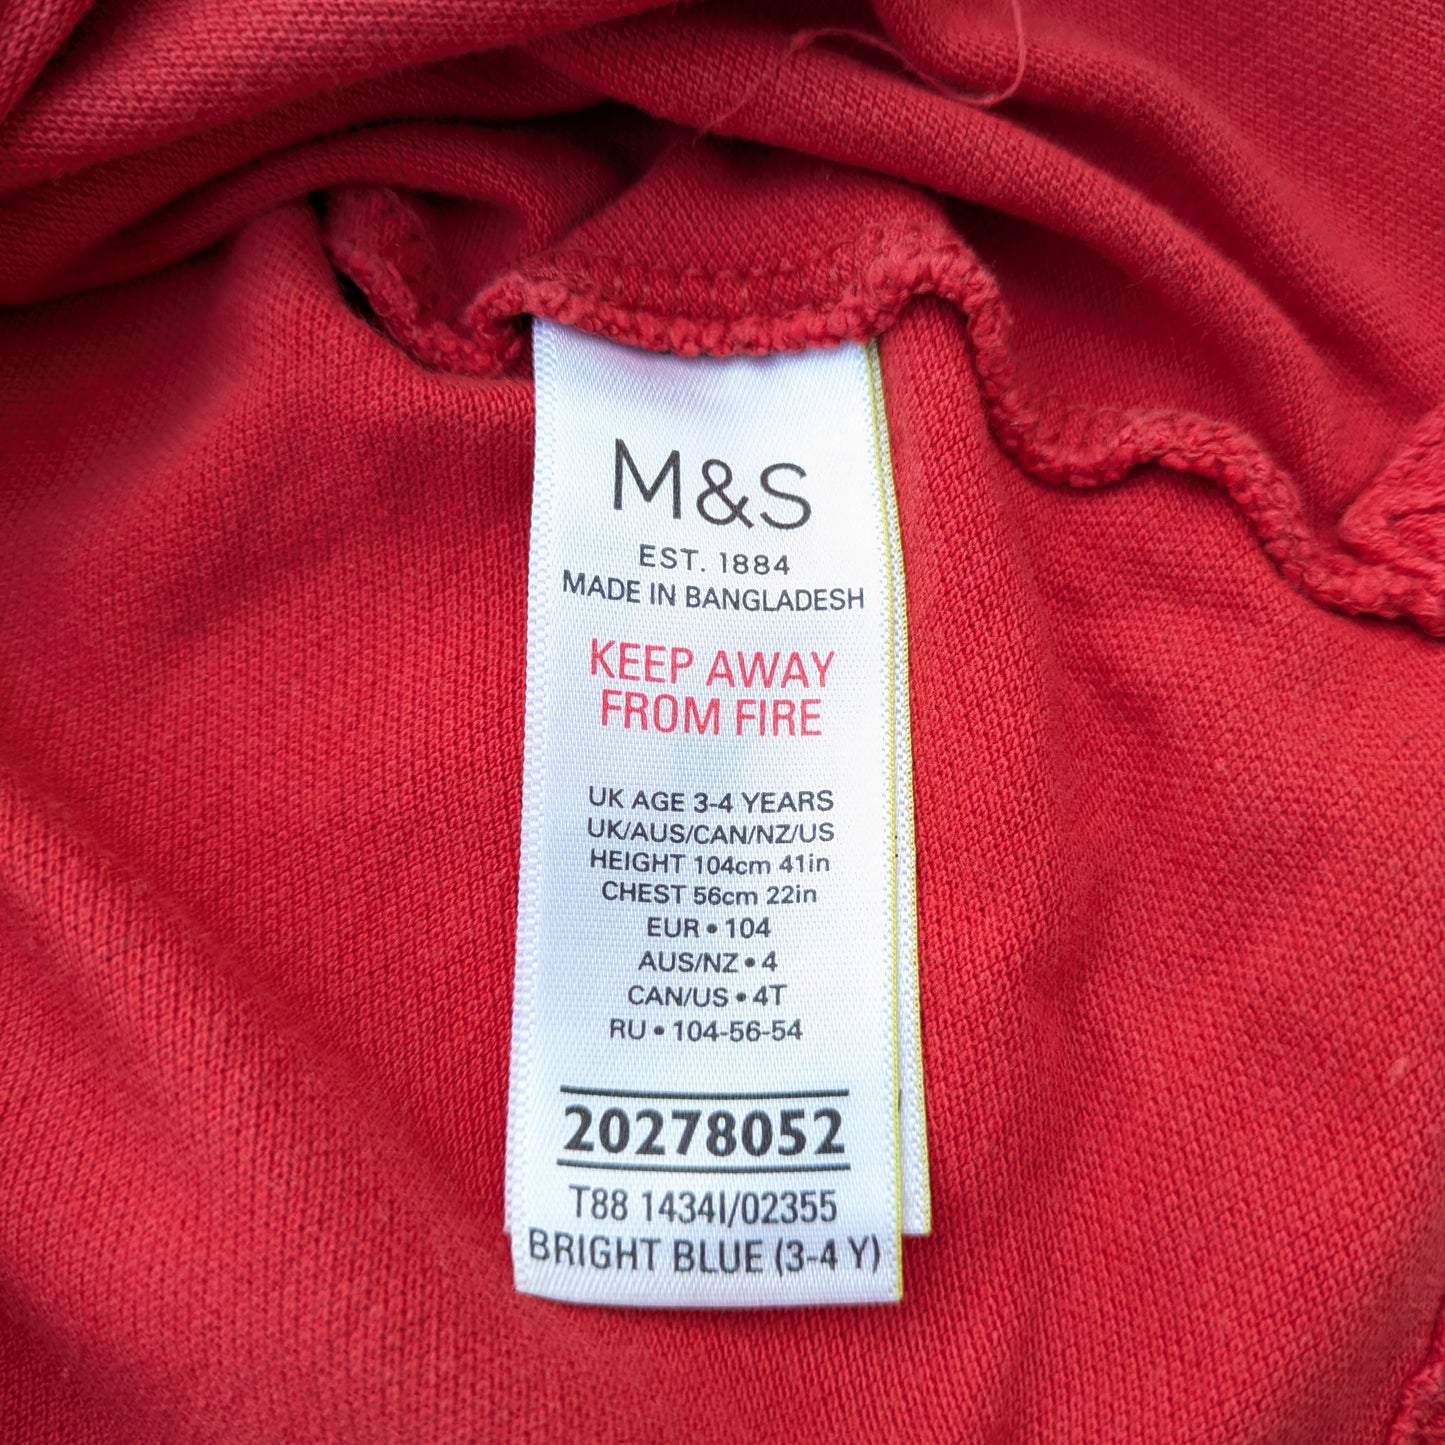 M&S
EST. 1884
MADE IN BANGLADESH
KEEP AWAY
FROM FIRE
UK AGE 3-4 YEARS
UK/AUS/CAN/NZ/US
HEIGHT 104cm 41in
CHEST 56cm 22in
EUR • 104
AUS/NZ • 4
CAN/US • 4T
RU • 104-56-54
20278052
T88 1434I/02355
BRIGHT BLUE (3-4 Y)